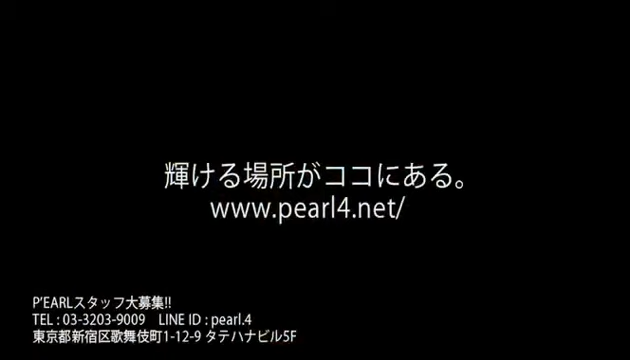 輝ける場所がココにある。
www.pearl4.net/
P'EARLスタッフ大募集!!
TEL : 03-3203-9009 LINE ID : pearl.4
東京都新宿区歌舞伎町1-12-9 タテハナビル5F